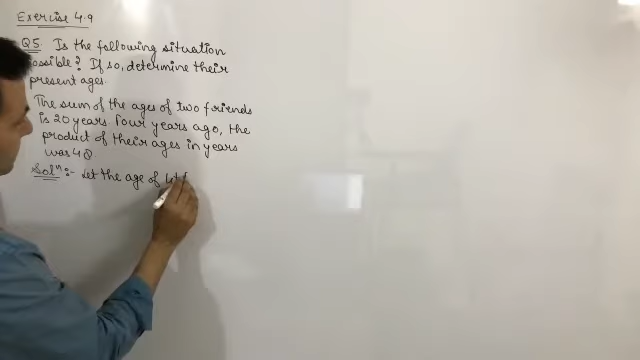 Exercise 4.9
Q5 Is the following situation
possible? If so, determine their
present ages.
The sum of the ages of two friends
is 20 years. Four years ago, the
product of their ages in years
was 48
Solⁿ:- Let the age of 1st